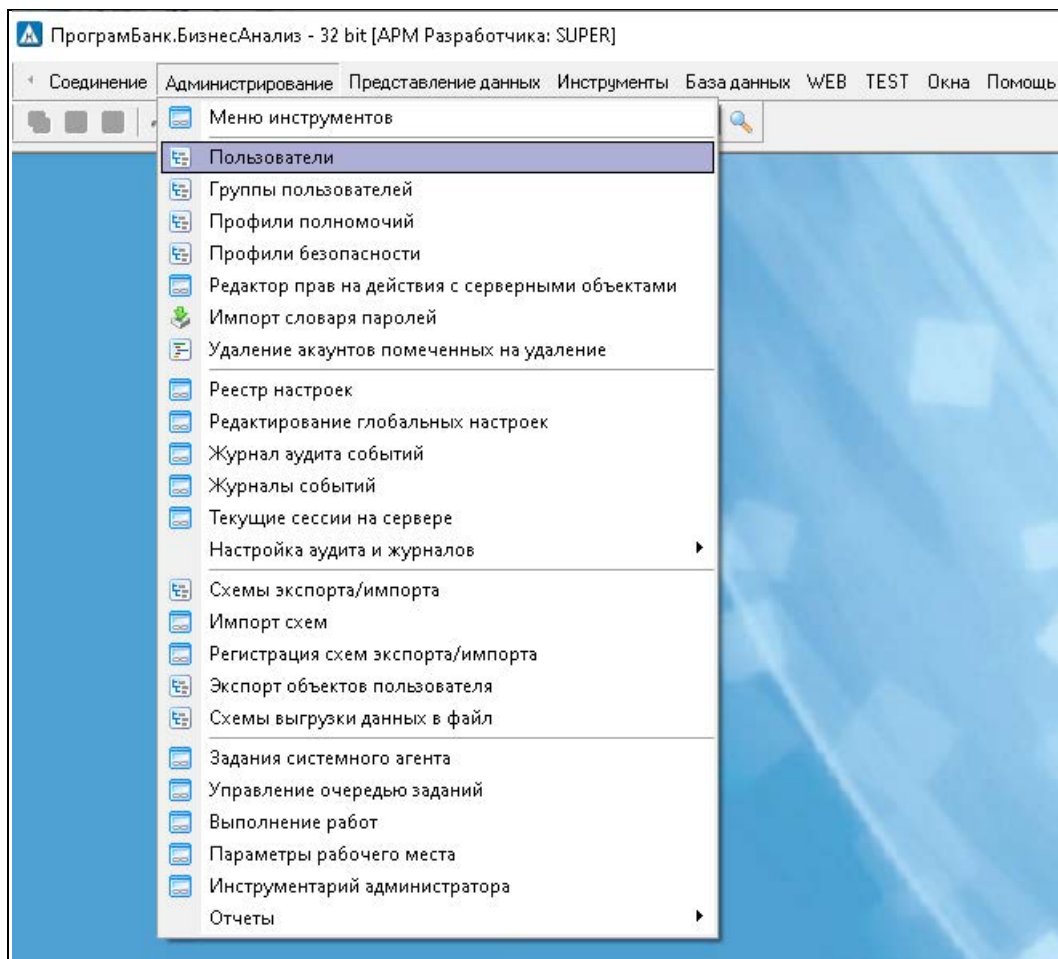 ПрограмБанк.БизнесАнализ - 32 bit [АРМ Разработчика: SUPER]
Соединение Администрирование Представление данных Инструменты База данных WEB TEST Окна Помощь
Меню инструментов
Пользователи
Группы пользователей
Профили полномочий
Профили безопасности
Редактор прав на действия с серверными объектами
Импорт словаря паролей
Удаление акаунтов помеченных на удаление
Реестр настроек
Редактирование глобальных настроек
Журнал аудита событий
Журналы событий
Текущие сессии на сервере
Настройка аудита и журналов
Схемы экспорта/импорта
Импорт схем
Регистрация схем экспорта/импорта
Экспорт объектов пользователя
Схемы выгрузки данных в файл
Задания системного агента
Управление очередью заданий
Выполнение работ
Параметры рабочего места
Инструментарий администратора
Отчеты